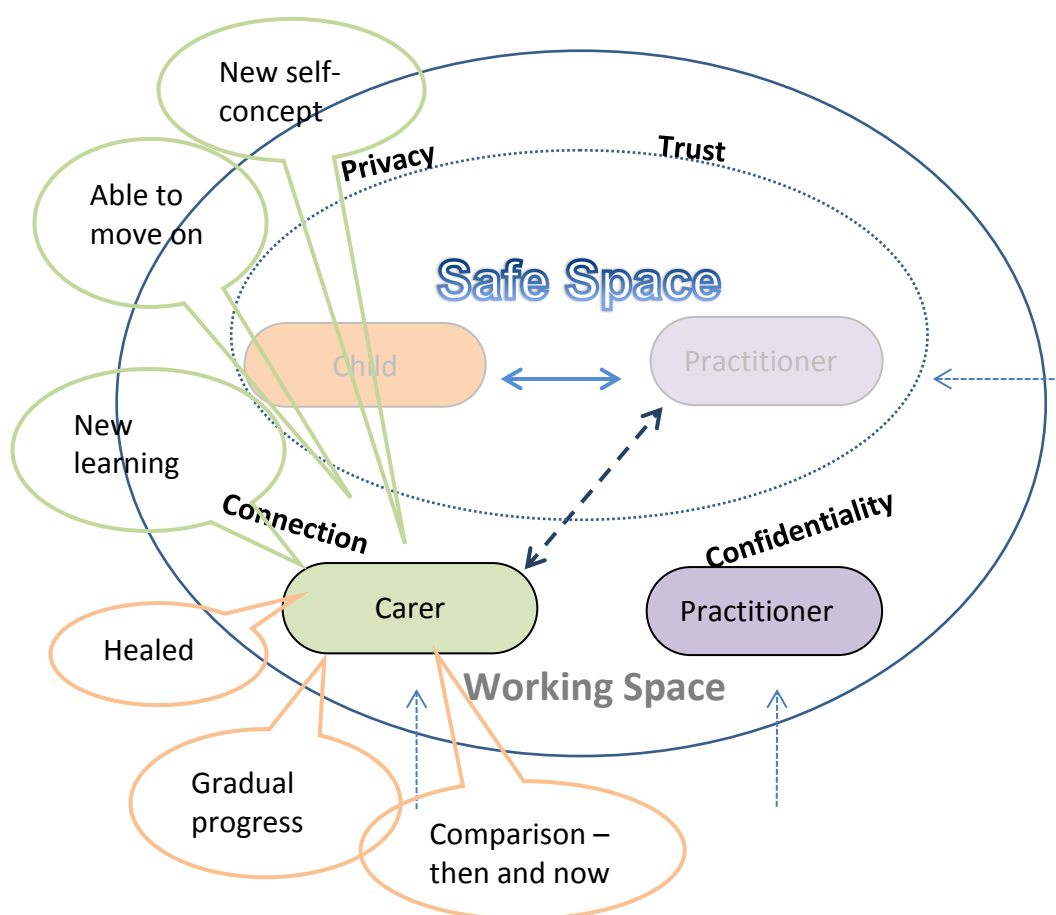 New self-
concept
Privacy
Trust
Able to
move on
Safe Space
Child
Practitioner
New
learning
Connection
Confidentiality
Carer
Practitioner
Healed
Working Space
Gradual
progress
Comparison –
then and now